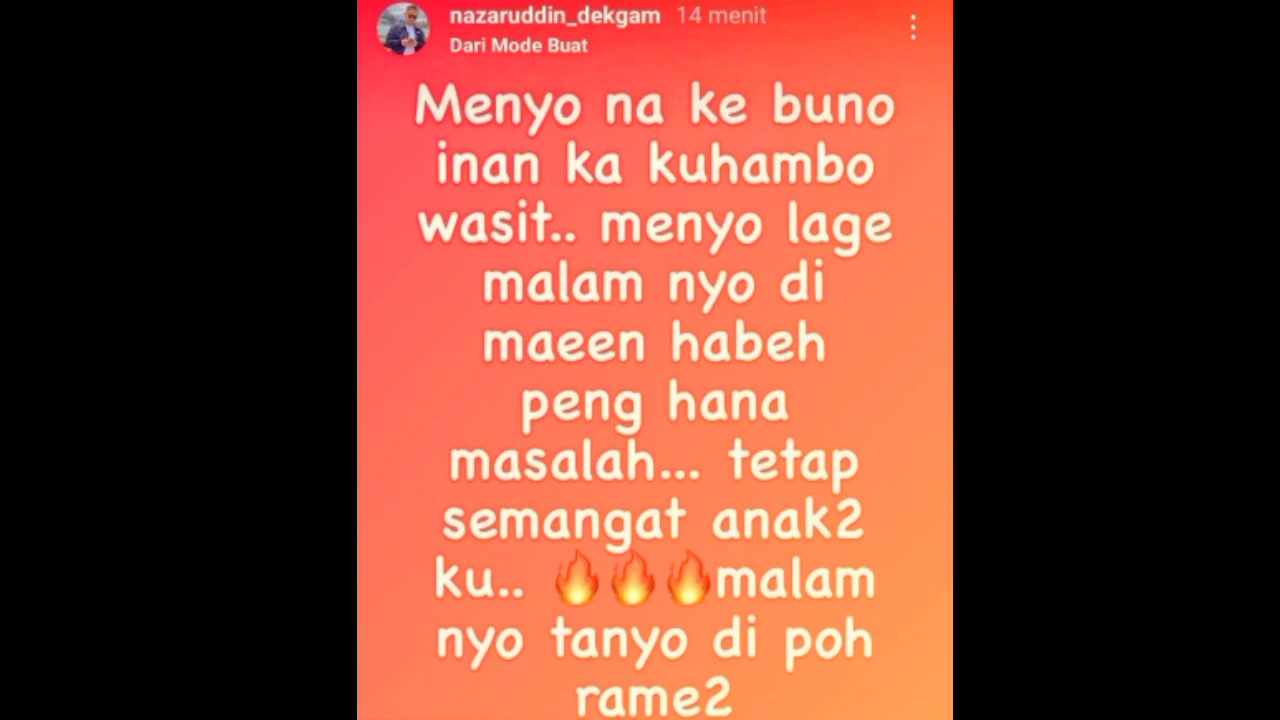 nazaruddin_dekgam 14 menit
Dari Mode Buat
Menyo na ke buno
inan ka kuhambo
wasit.. menyo lage
malam nyo di
maeen habeh
peng hana
masalah... tetap
semangat anak2
ku.. 🔥🔥🔥malam
nyo tanyo di poh
rame2